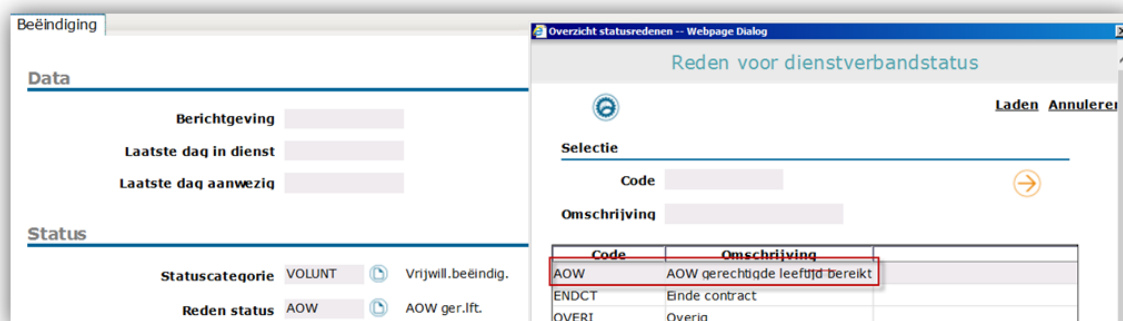 Beëindiging
Data
Berichtgeving
Laatste dag in dienst
Laatste dag aanwezig
Status
Statuscategorie VOLUNT Vrijwill.beëindig.
Reden status AOW AOW ger.lft.
Overzicht statusredenen -- Webpage Dialog
Reden voor dienstverbandstatus
Laden Annuleren
Selectie
Code
Omschrijving
Code Omschrijving
AOW AOW gerechtigde leeftijd bereikt
ENDCT Einde contract
OVERI Overig